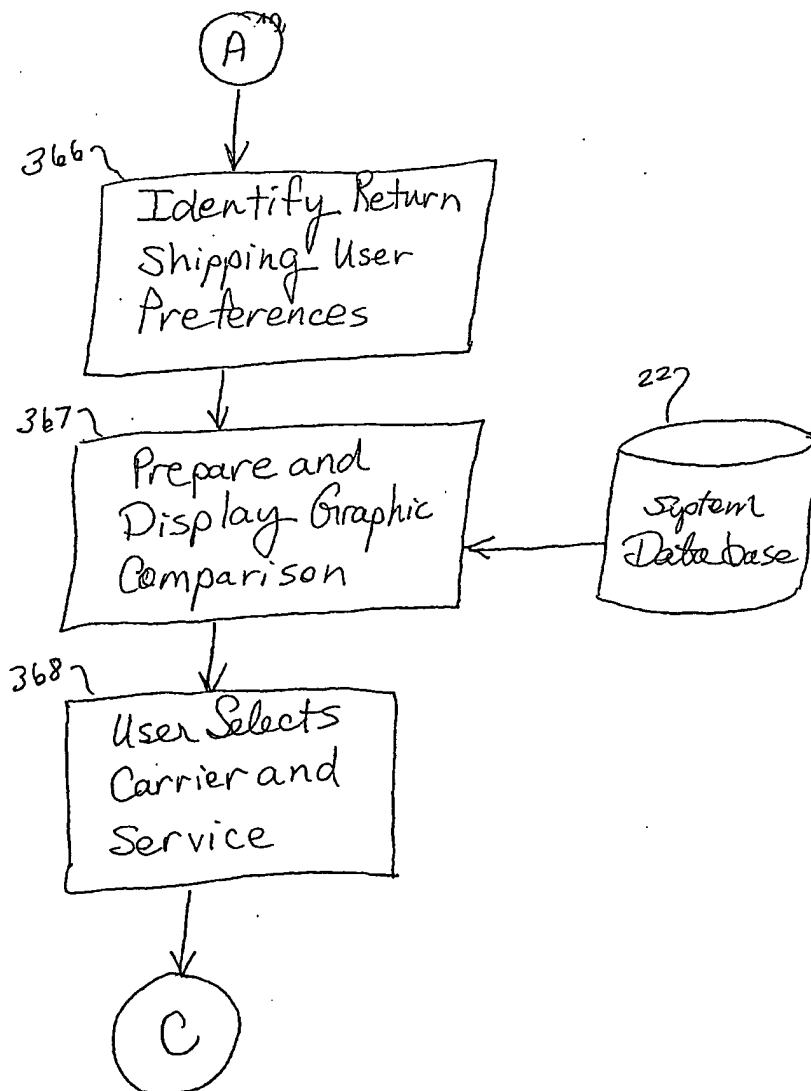 A
366
Identify Return
Shipping User
Preferences
367
Prepare and
Display Graphic
Comparison
227
System
Database
368
User Selects
Carrier and
Service
C